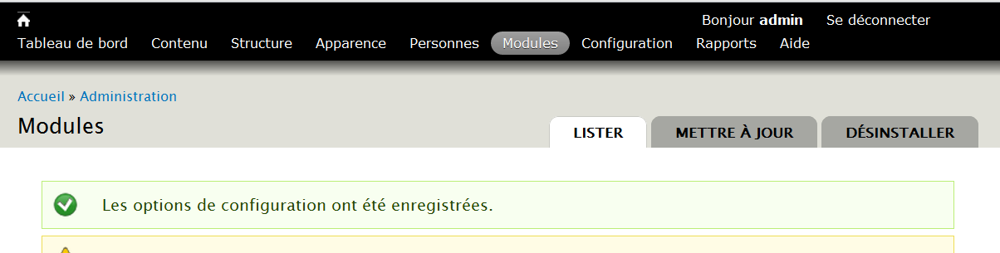 Bonjour admin Se déconnecter
Tableau de bord Contenu Structure Apparence Personnes Modules Configuration Rapports Aide
Accueil » Administration
Modules
LISTER METTRE À JOUR DÉSINSTALLER
Les options de configuration ont été enregistrées.